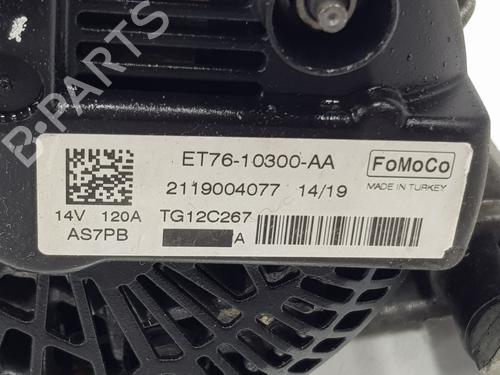 B-PARTS
ET76-10300-AA
FoMoCo
2119004077 14/19
MADE IN TURKEY
14V 120A TG12C267
AS7PB A